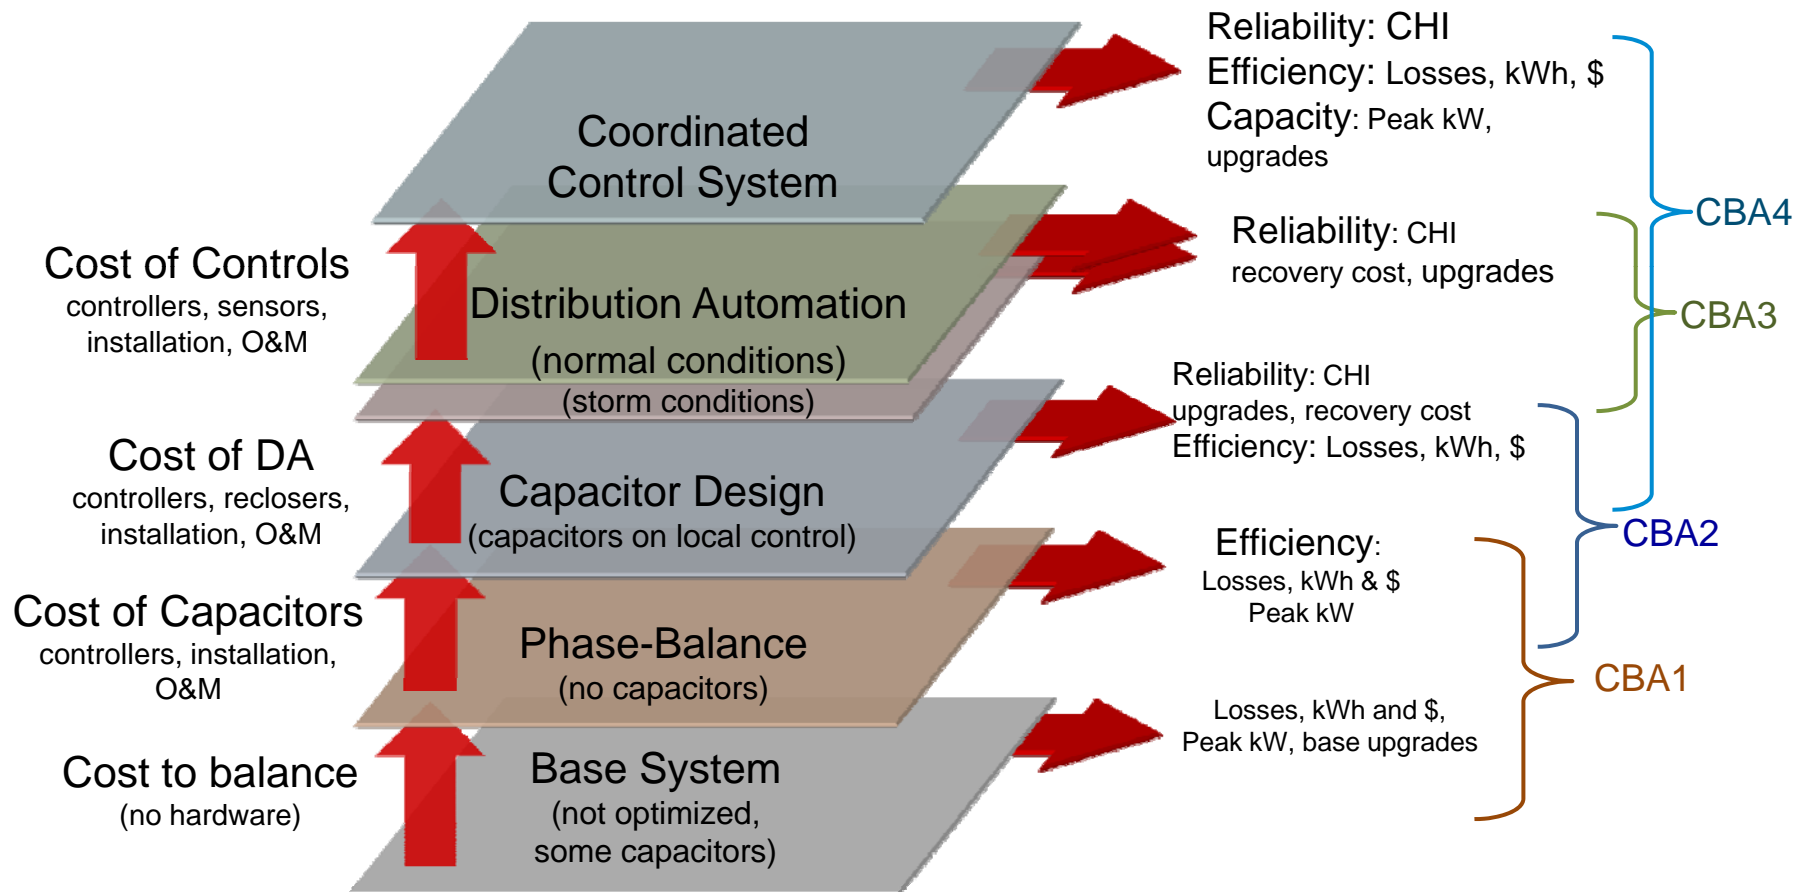 Reliability: CHI
Efficiency: Losses, kWh, $
Capacity: Peak kW,
upgrades
Coordinated
Control System
CBA4
Cost of Controls
controllers, sensors,
installation, O&M
Distribution Automation
(normal conditions)
(storm conditions)
Reliability: CHI
recovery cost, upgrades
CBA3
Cost of DA
controllers, reclosers,
installation, O&M
Capacitor Design
(capacitors on local control)
Reliability: CHI
upgrades, recovery cost
Efficiency: Losses, kWh, $
CBA2
Cost of Capacitors
controllers, installation,
O&M
Phase-Balance
(no capacitors)
Efficiency:
Losses, kWh & $
Peak kW
CBA1
Cost to balance
(no hardware)
Base System
(not optimized,
some capacitors)
Losses, kWh and $,
Peak kW, base upgrades